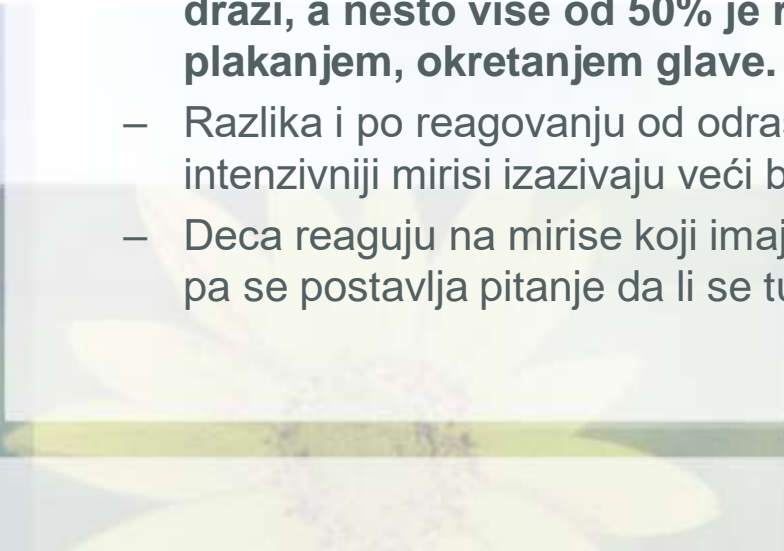 draži, a nešto više od 50% je
plakanjem, okretanjem glave.
– Razlika i po reagovanju od
intenzivniji mirisi izazivaju veći
– Deca reaguju na mirise koji
pa se postavlja pitanje da li se